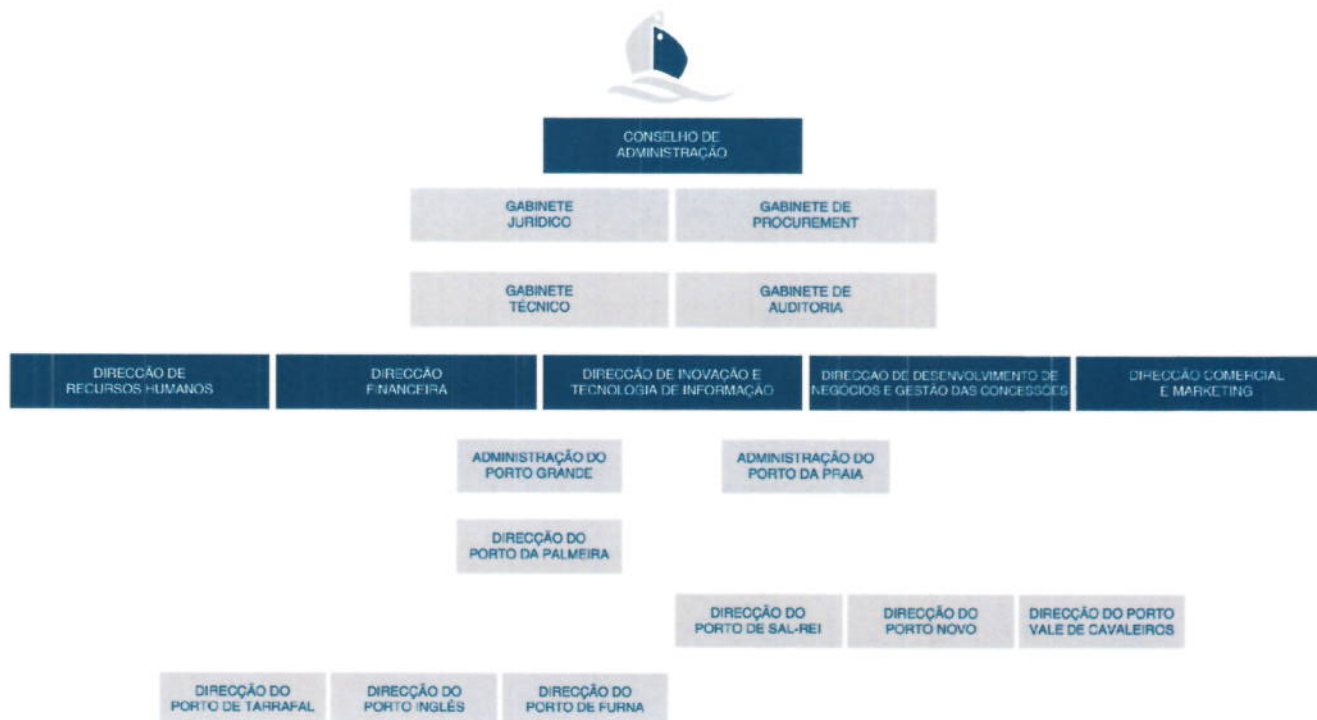 CONSELHO DE
ADMINISTRAÇÃO
GABINETE
JURÍDICO
GABINETE DE
PROCUREMENT
GABINETE
TÉCNICO
GABINETE DE
AUDITORIA
DIRECÇÃO DE
RECURSOS HUMANOS
DIRECÇÃO
FINANCEIRA
DIRECÇÃO DE INOVAÇÃO E
TECNOLOGIA DE INFORMAÇÃO
DIRECÇÃO DE DESENVOLVIMENTO DE
NEGÓCIOS E GESTÃO DAS CONCESSÕES
DIRECÇÃO COMERCIAL
E MARKETING
ADMINISTRAÇÃO DO
PORTO GRANDE
ADMINISTRAÇÃO DO
PORTO DA PRAIA
DIRECÇÃO DO
PORTO DA PALMEIRA
DIRECÇÃO DO
PORTO DE SAL-REI
DIRECÇÃO DO
PORTO NOVO
DIRECÇÃO DO PORTO
VALE DE CAVALEIROS
DIRECÇÃO DO
PORTO DE TARRAFAL
DIRECÇÃO DO
PORTO INGLÊS
DIRECÇÃO DO
PORTO DE FURNA